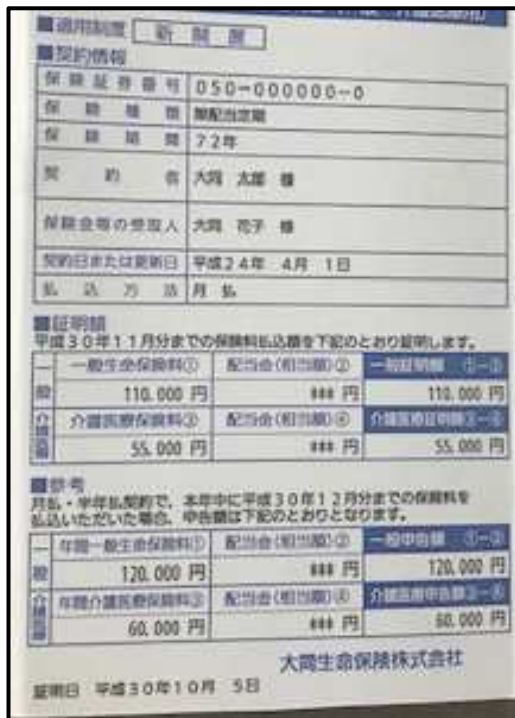 ■適用制度 新制度
■契約情報
保険証券番号 050-000000-0
保険種類 無配当定期
保険期間 72年
契約者 大同 太郎 様
保険金等の受取人 大同 花子 様
契約日または更新日 平成24年 4月 1日
払込方法 月払
■証明額
平成30年11月分までの保険料払込額を下記のとおり証明します。
一般 一般生命保険料① 配当金(相当額)② 一般証明額 ①-②
110,000 円 *** 円 110,000 円
介護医療 介護医療保険料③ 配当金(相当額)④ 介護医療証明額③-④
55,000 円 *** 円 55,000 円
■参考
月払・半年払契約で、本年中に平成30年12月分までの保険料を
払込いただいた場合、申告額は下記のとおりとなります。
一般 年間一般生命保険料① 配当金(相当額)② 一般申告額 ①-②
120,000 円 *** 円 120,000 円
介護医療 年間介護医療保険料③ 配当金(相当額)④ 介護医療申告額③-④
60,000 円 *** 円 60,000 円
大同生命保険株式会社
証明日 平成30年10月 5日